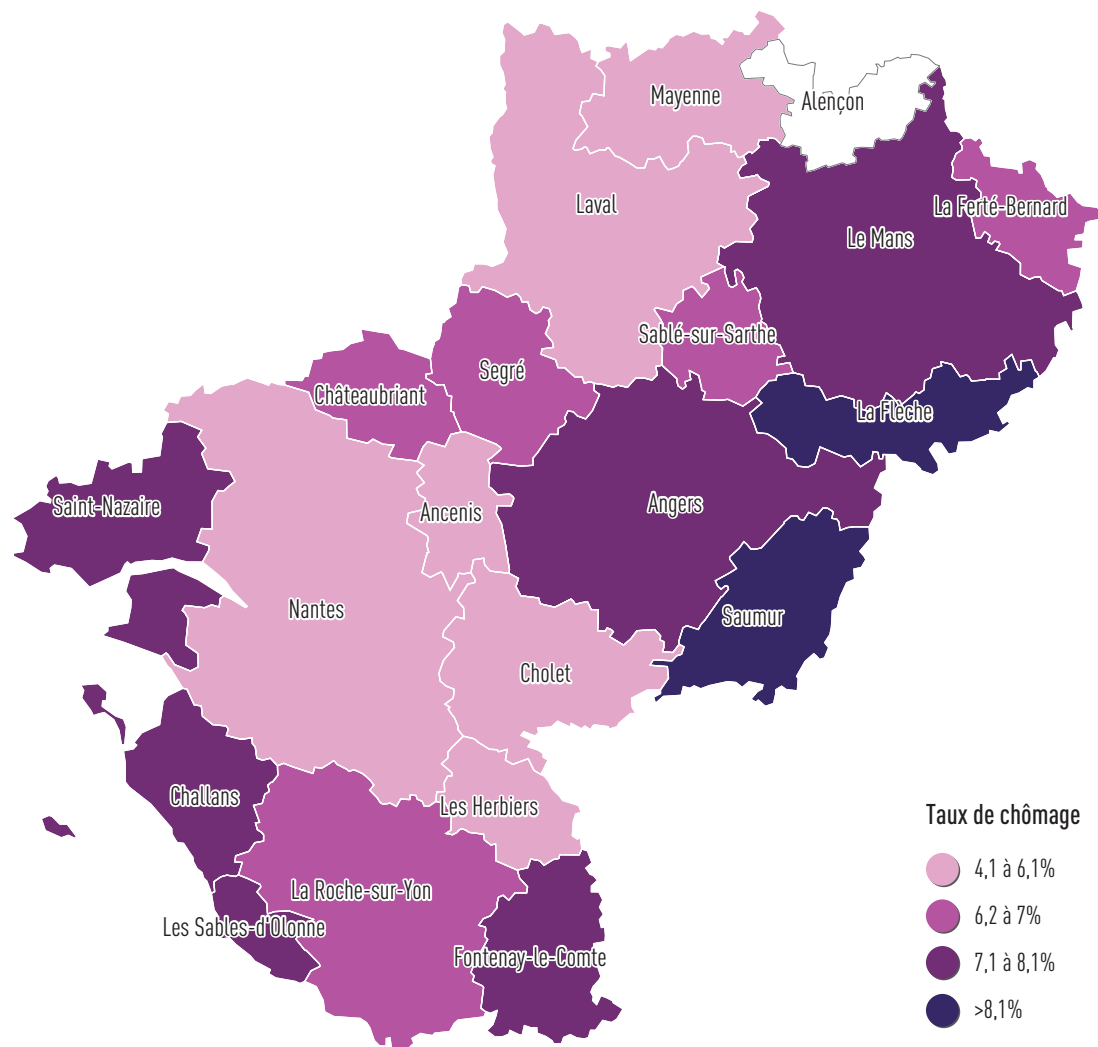 Mayenne
Alençon
Laval
La Ferté-Bernard
Le Mans
Sablé-sur-Sarthe
Segré
Châteaubriant
La Flèche
Saint-Nazaire
Ancenis
Angers
Nantes
Saumur
Cholet
Challans
Les Herbiers
La Roche-sur-Yon
Les Sables-d'Olonne
Fontenay-le-Comte
Taux de chômage
4,1 à 6,1%
6,2 à 7%
7,1 à 8,1%
>8,1%